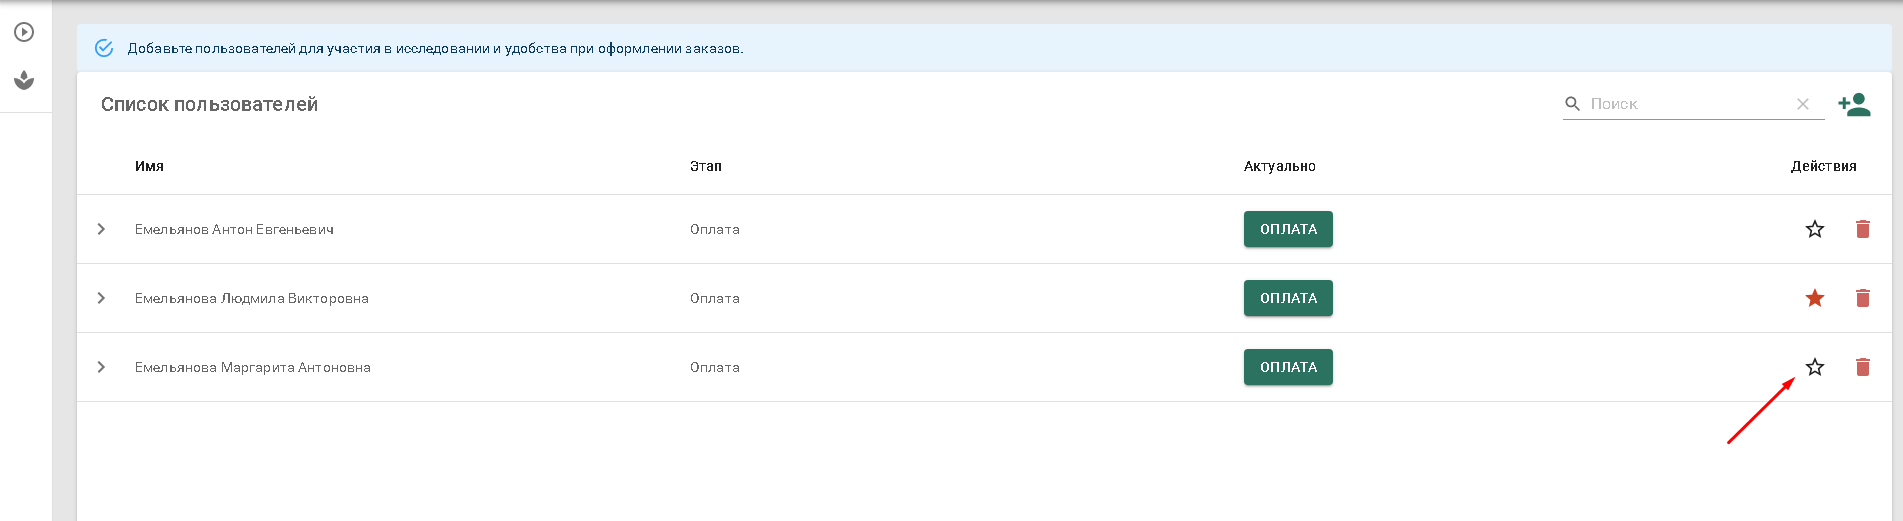 Добавьте пользователей для участия в исследовании и удобства при оформлении заказов.
Список пользователей
Поиск
Имя Этап Актуально Действия
Емельянов Антон Евгеньевич Оплата ОПЛАТА
Емельянова Людмила Викторовна Оплата ОПЛАТА
Емельянова Маргарита Антоновна Оплата ОПЛАТА